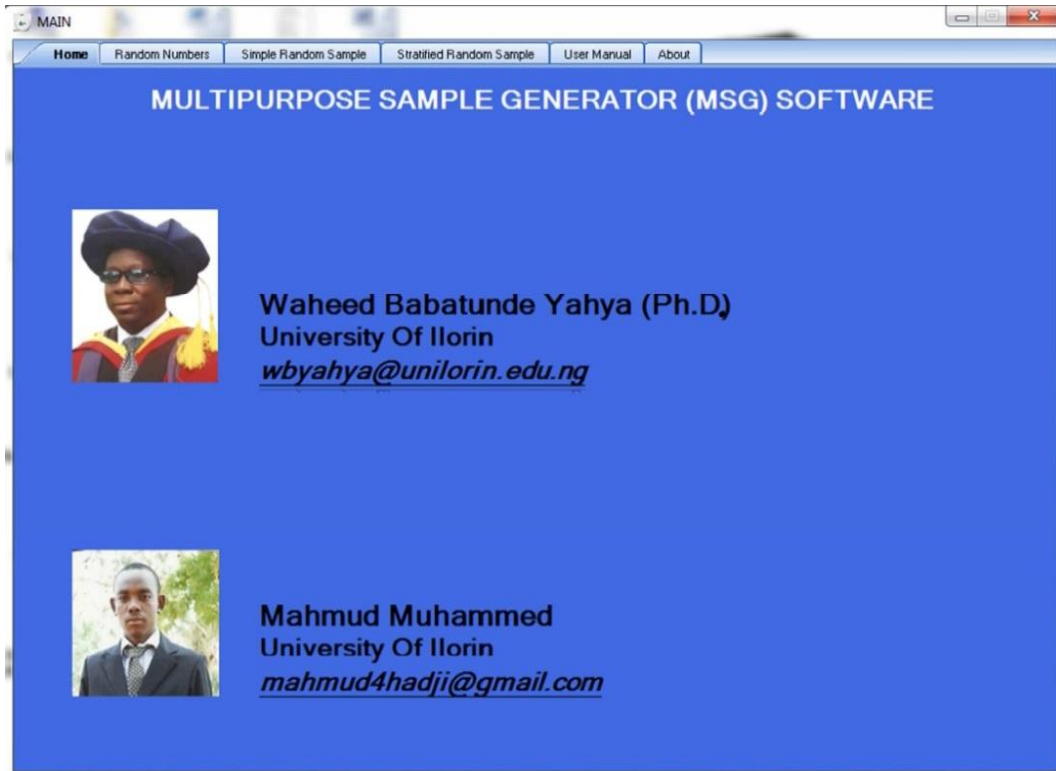 MAIN
Home Random Numbers Simple Random Sample Stratified Random Sample User Manual About
MULTIPURPOSE SAMPLE GENERATOR (MSG) SOFTWARE
Waheed Babatunde Yahya (Ph.D)
University Of Ilorin
wbyahya@unilorin.edu.ng
Mahmud Muhammed
University Of Ilorin
mahmud4hadji@gmail.com